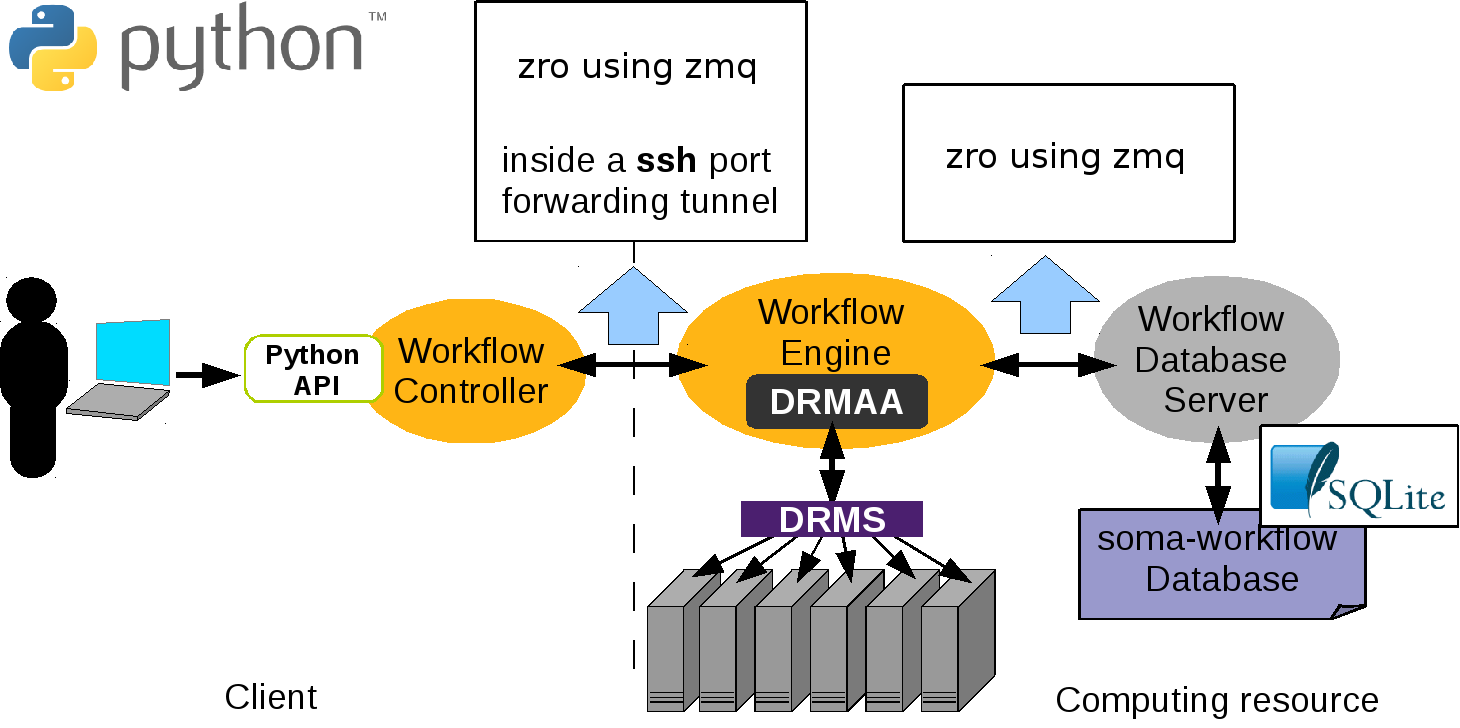 python™
zro using zmq
inside a ssh port
forwarding tunnel
zro using zmq
Python
API
Workflow
Controller
Workflow
Engine
DRMAA
Workflow
Database
Server
DRMS
SQLite
soma-workflow
Database
Client
Computing resource